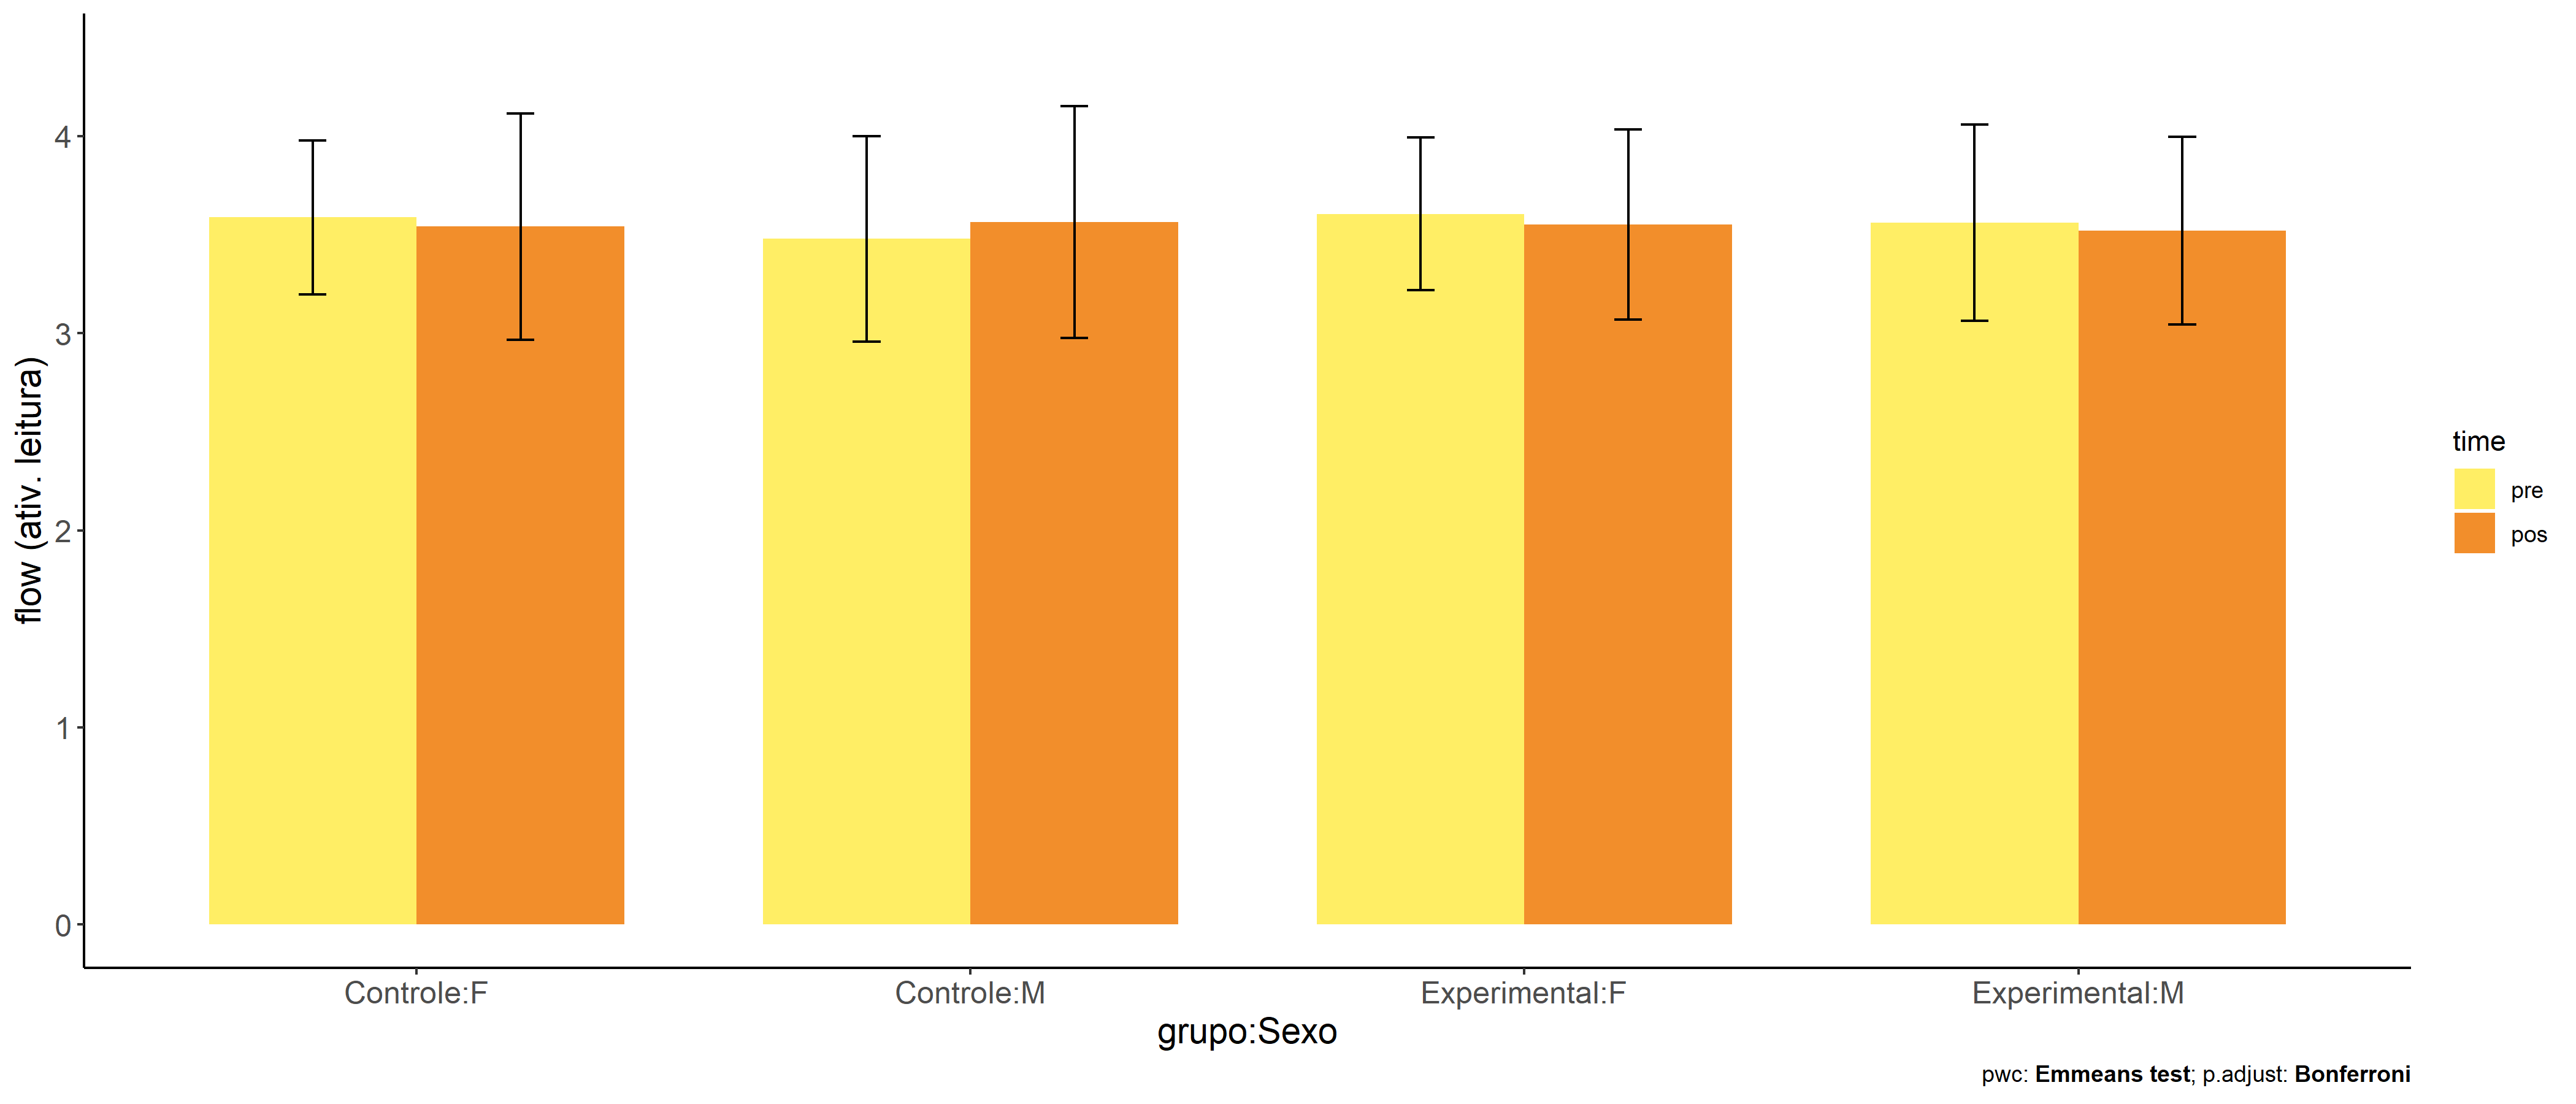 flow (ativ. leitura)
4
3
2
1
0
Controle:F
Controle:M
Experimental:F
Experimental:M
grupo:Sexo
time
pre
pos
pwc: Emmeans test; p.adjust: Bonferroni